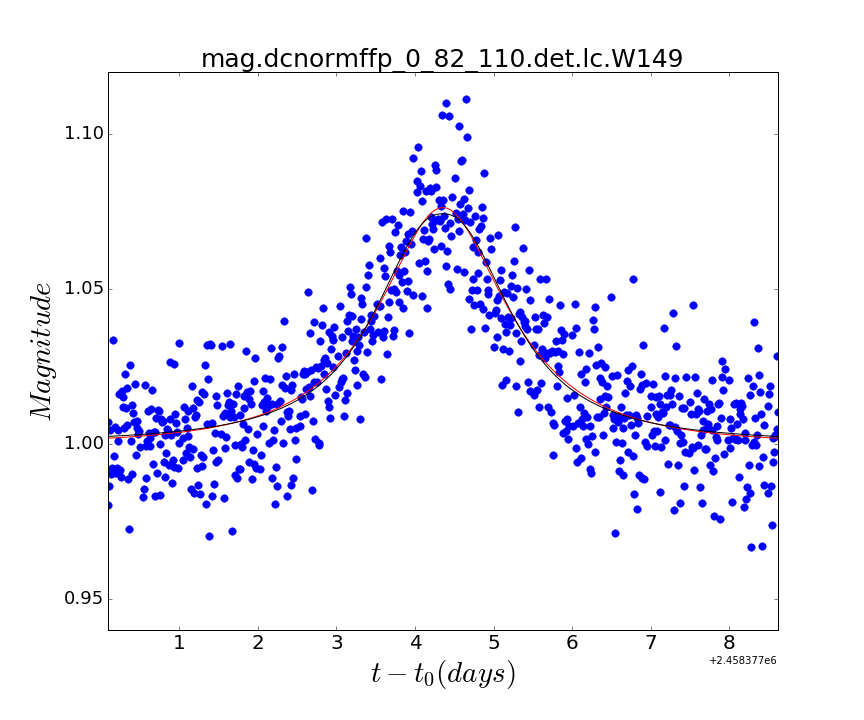 mag.dcnormffp_0_82_110.det.lc.W149
1.10
1.05
1.00
0.95
Magnitude
1 2 3 4 5 6 7 8
+2.458377e6
t − t₀(days)